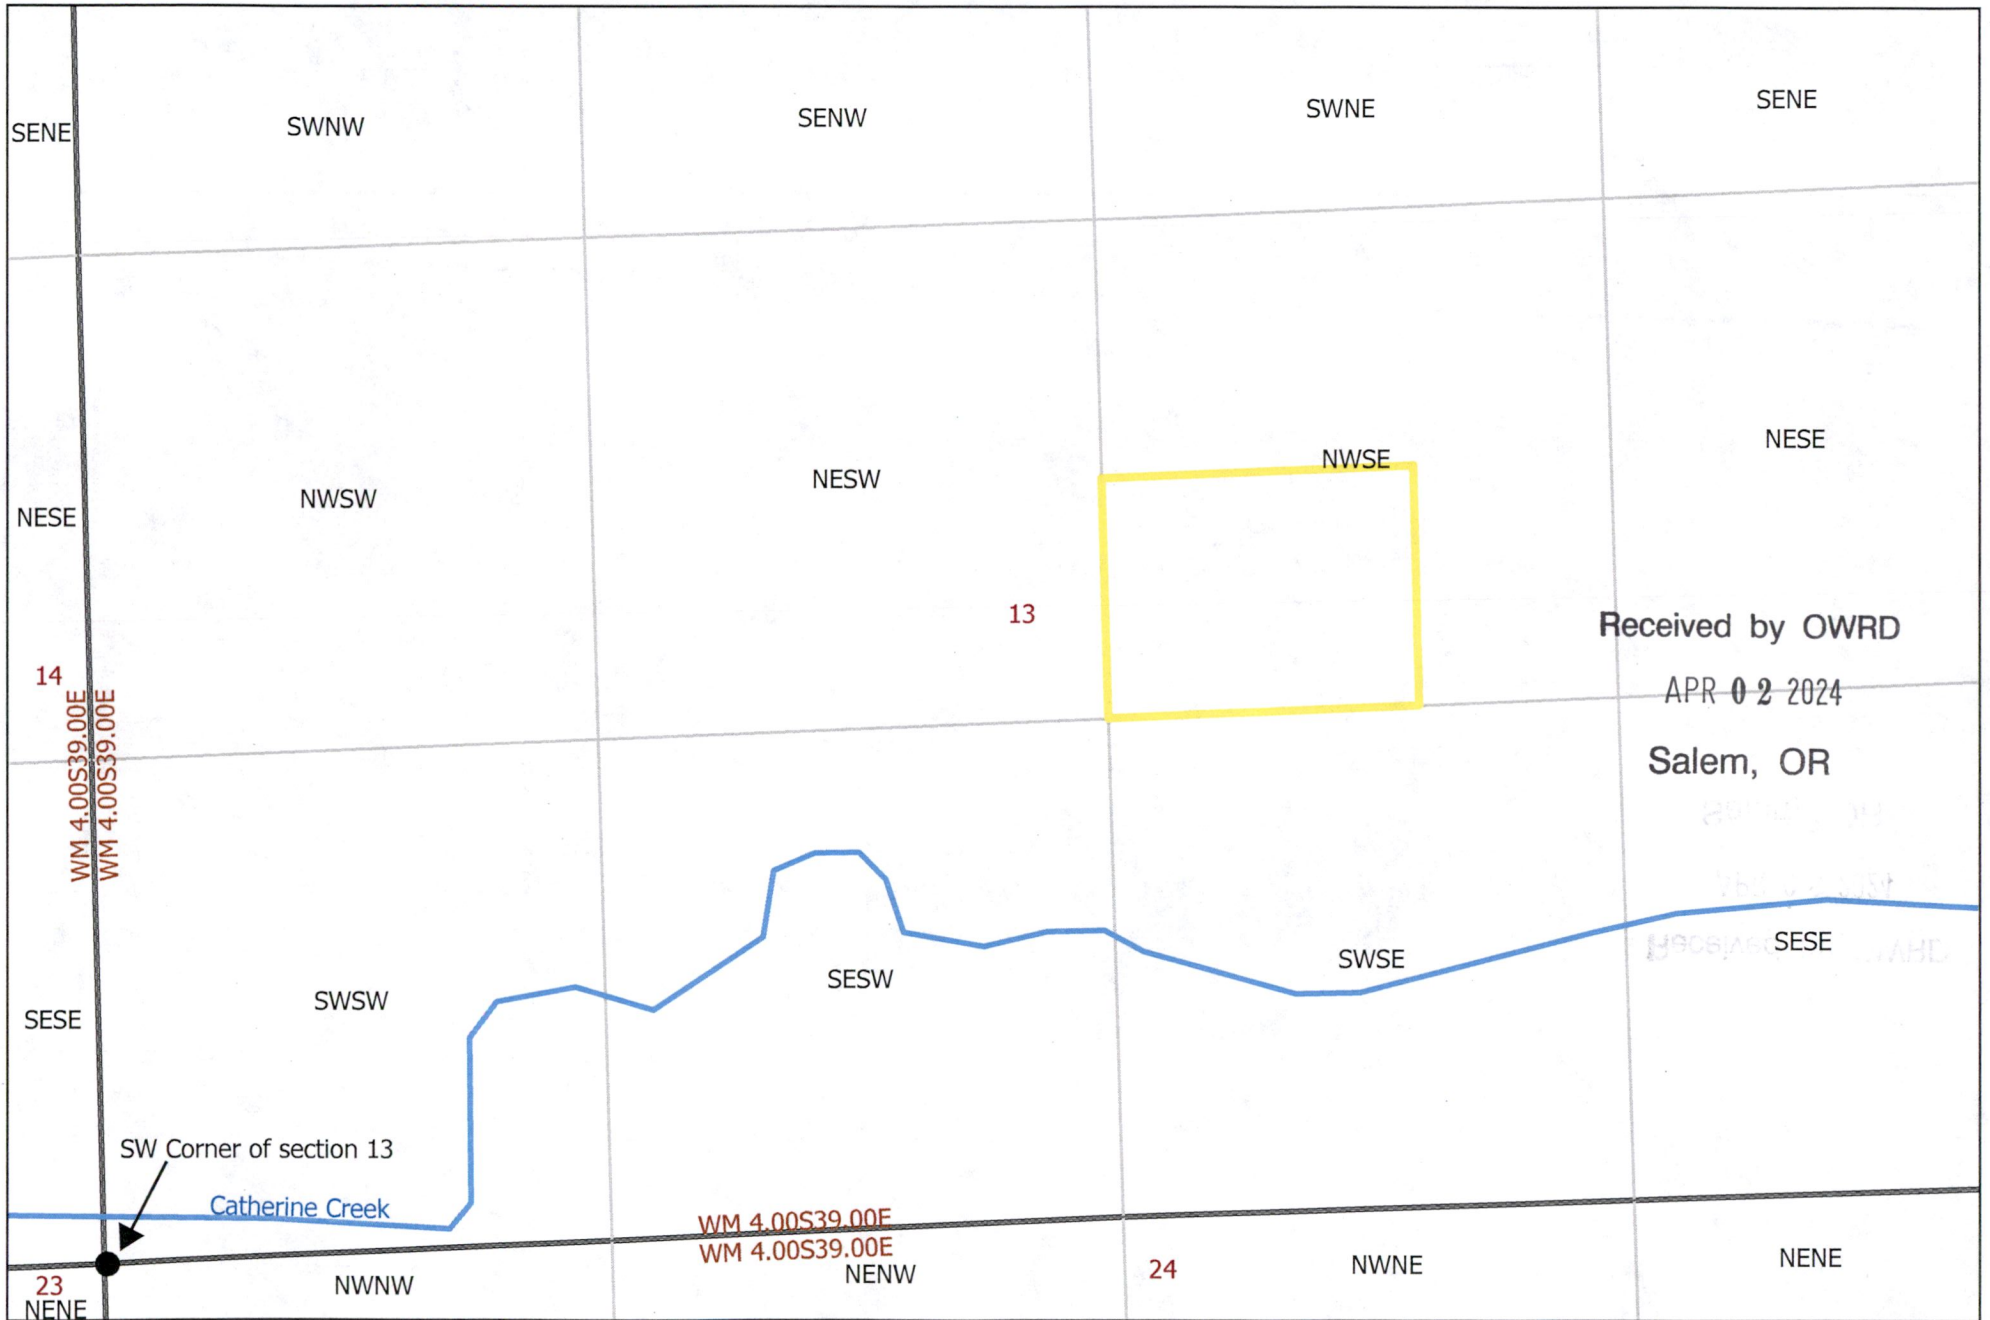 SENE
SWNW
SENW
SWNE
SENE
NESE
NWSW
NESW
NWSE
NESE
13
14
Received by OWRD
APR 02 2024
Salem, OR
WM 4.00S39.00E
WM 4.00S39.00E
SESE
SWSW
SESW
SWSE
SESE
SW Corner of section 13
Catherine Creek
WM 4.00S39.00E
WM 4.00S39.00E
23
NENE
NWNW
NENW
24
NWNE
NENE